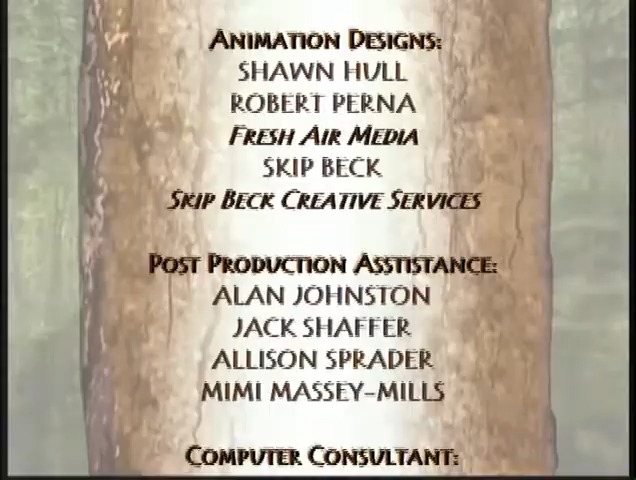 ANIMATION DESIGNS:
SHAWN HULL
ROBERT PERNA
FRESH AIR MEDIA
SKIP BECK
SKIP BECK CREATIVE SERVICES
POST PRODUCTION ASSTISTANCE:
ALAN JOHNSTON
JACK SHAFFER
ALLISON SPRADER
MIMI MASSEY-MILLS
COMPUTER CONSULTANT: